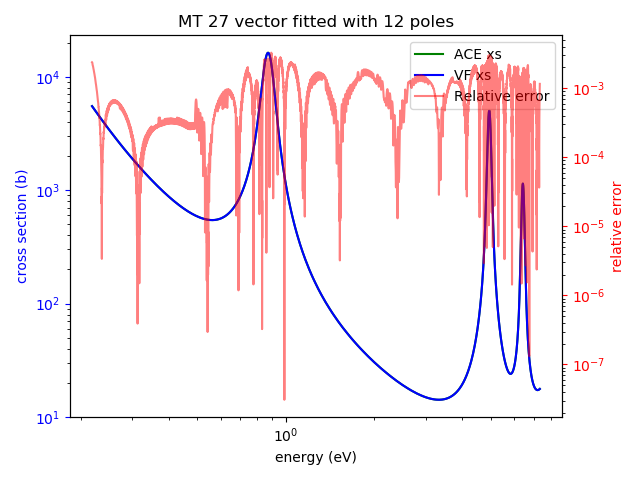 MT 27 vector fitted with 12 poles
ACE xs
VF xs
Relative error
10⁴
10³
10²
10¹
cross section (b)
10⁻³
10⁻⁴
10⁻⁵
10⁻⁶
10⁻⁷
relative error
10⁰
energy (eV)